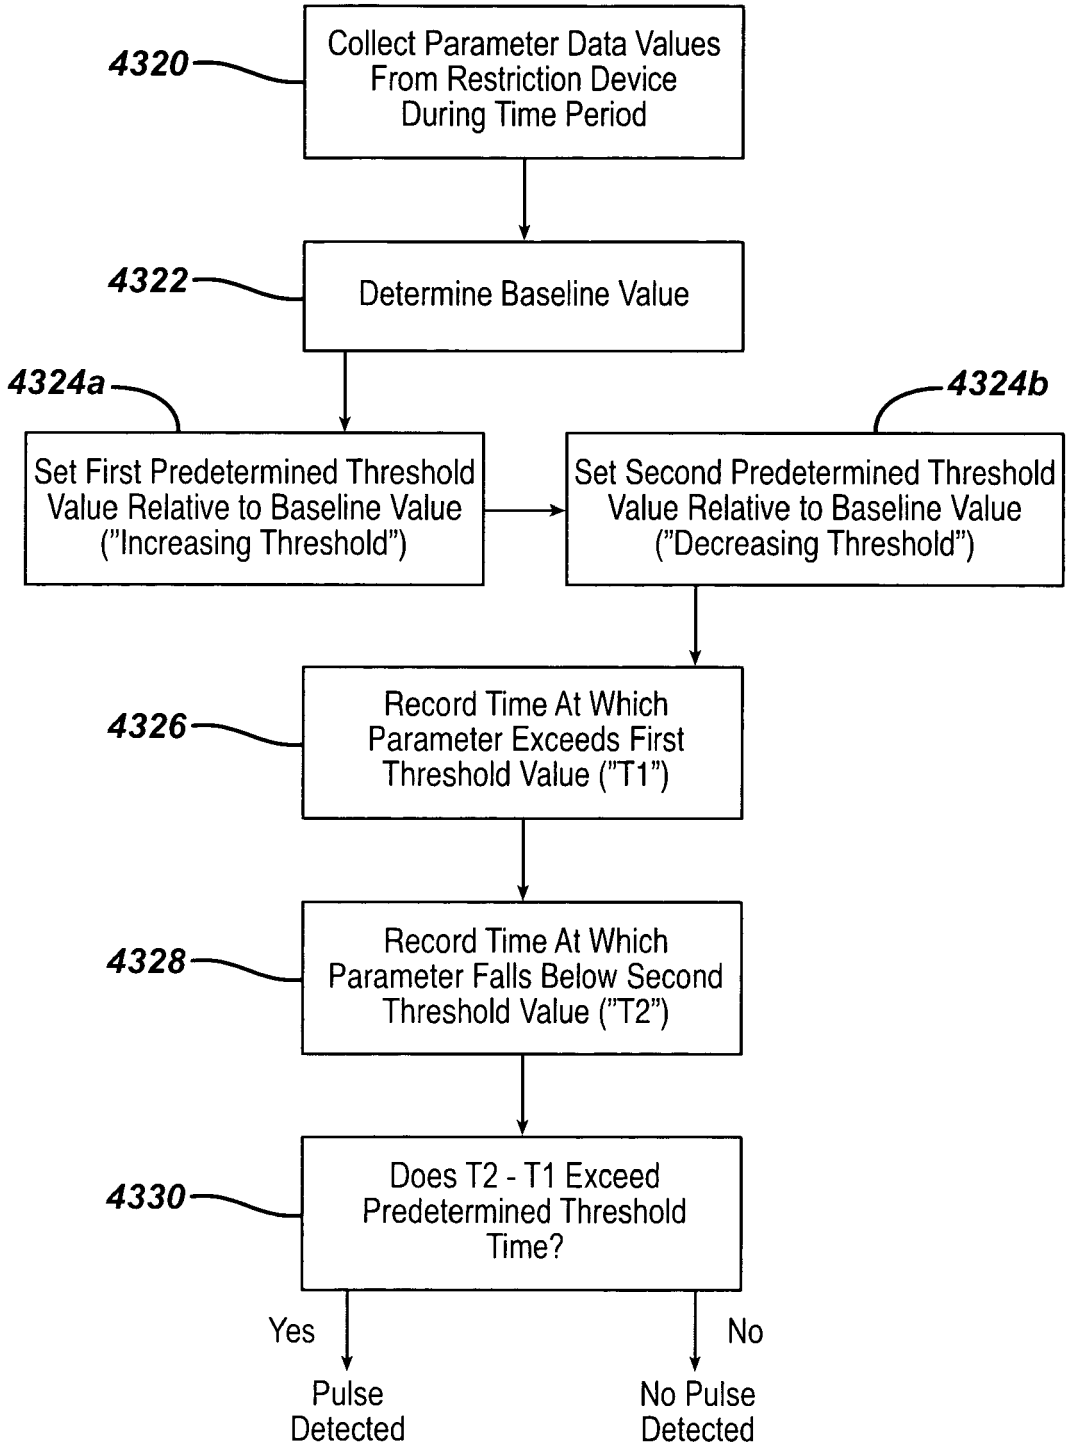 4320
Collect Parameter Data Values
From Restriction Device
During Time Period
4322
Determine Baseline Value
4324a
4324b
Set First Predetermined Threshold
Value Relative to Baseline Value
("Increasing Threshold")
Set Second Predetermined Threshold
Value Relative to Baseline Value
("Decreasing Threshold")
4326
Record Time At Which
Parameter Exceeds First
Threshold Value ("T1")
4328
Record Time At Which
Parameter Falls Below Second
Threshold Value ("T2")
4330
Does T2 - T1 Exceed
Predetermined Threshold
Time?
Yes
No
Pulse
Detected
No Pulse
Detected